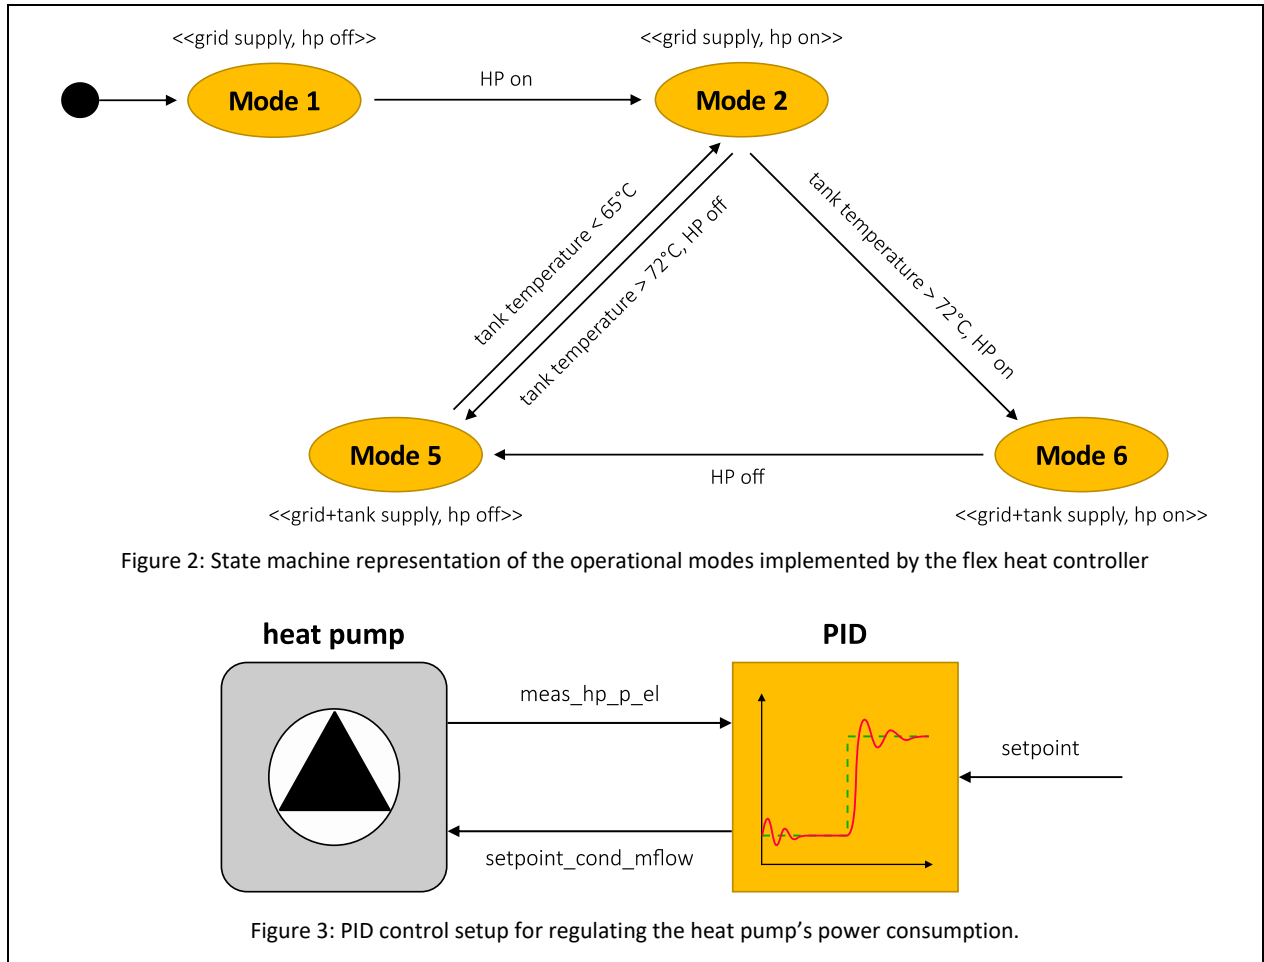 <<grid supply, hp off>>
<<grid supply, hp on>>
Mode 1
HP on
Mode 2
tank temperature < 65°C
tank temperature > 72°C, HP off
tank temperature > 72°C, HP on
Mode 5
HP off
Mode 6
<<grid+tank supply, hp off>>
<<grid+tank supply, hp on>>
Figure 2: State machine representation of the operational modes implemented by the flex heat controller
heat pump
PID
meas_hp_p_el
setpoint
setpoint_cond_mflow
Figure 3: PID control setup for regulating the heat pump’s power consumption.